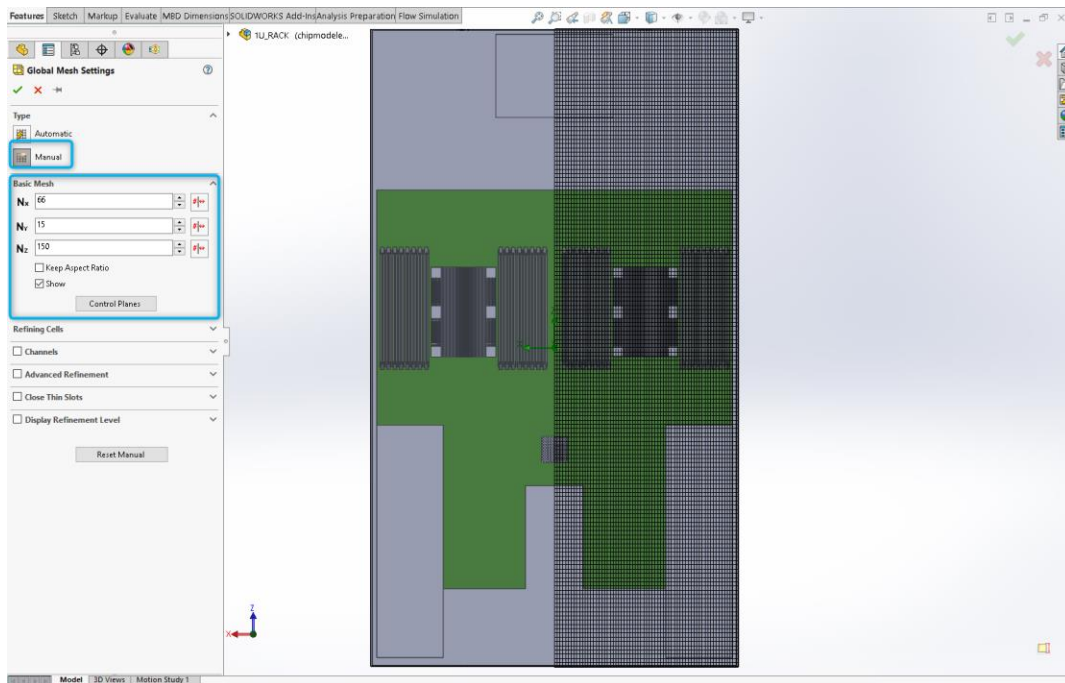 Features Sketch Markup Evaluate MBD Dimensions SOLIDWORKS Add-Ins Analysis Preparation Flow Simulation
1U_RACK (chipmodele...
Global Mesh Settings
Type
Automatic
Manual
Basic Mesh
Nx 66
NY 15
Nz 150
Keep Aspect Ratio
Show
Control Planes
Refining Cells
Channels
Advanced Refinement
Close Thin Slots
Display Refinement Level
Reset Manual
Z
X
Model 3D Views Motion Study 1